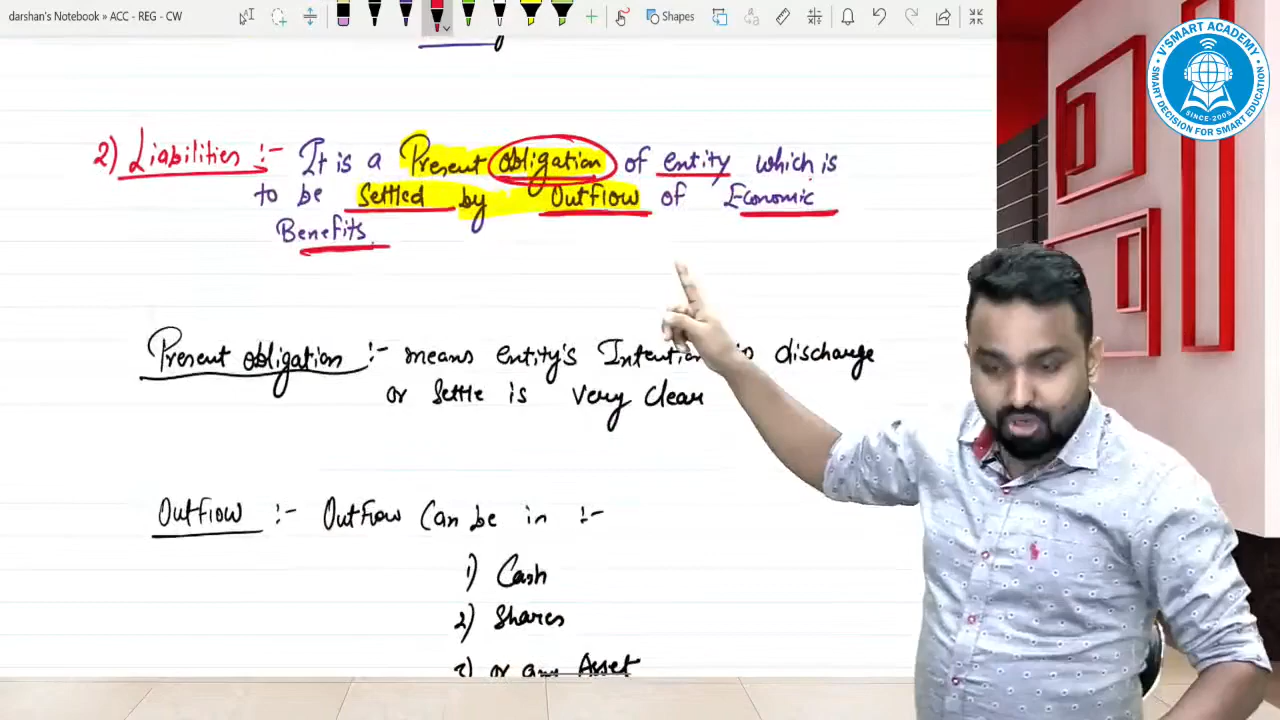 darshan's Notebook » ACC - REG - CW
Shapes
V'SMART ACADEMY
SMART DECISION FOR SMART EDUCATION
SINCE-2005
2) Liabilities :- It is a Present obligation of entity which is
to be Settled by Outflow of Economic
Benefits.
Present obligation :- means entity's Intention discharge
or Settle is very clear
Outflow :- Outflow Can be in :-
1) Cash
2) Shares
3) or any Asset